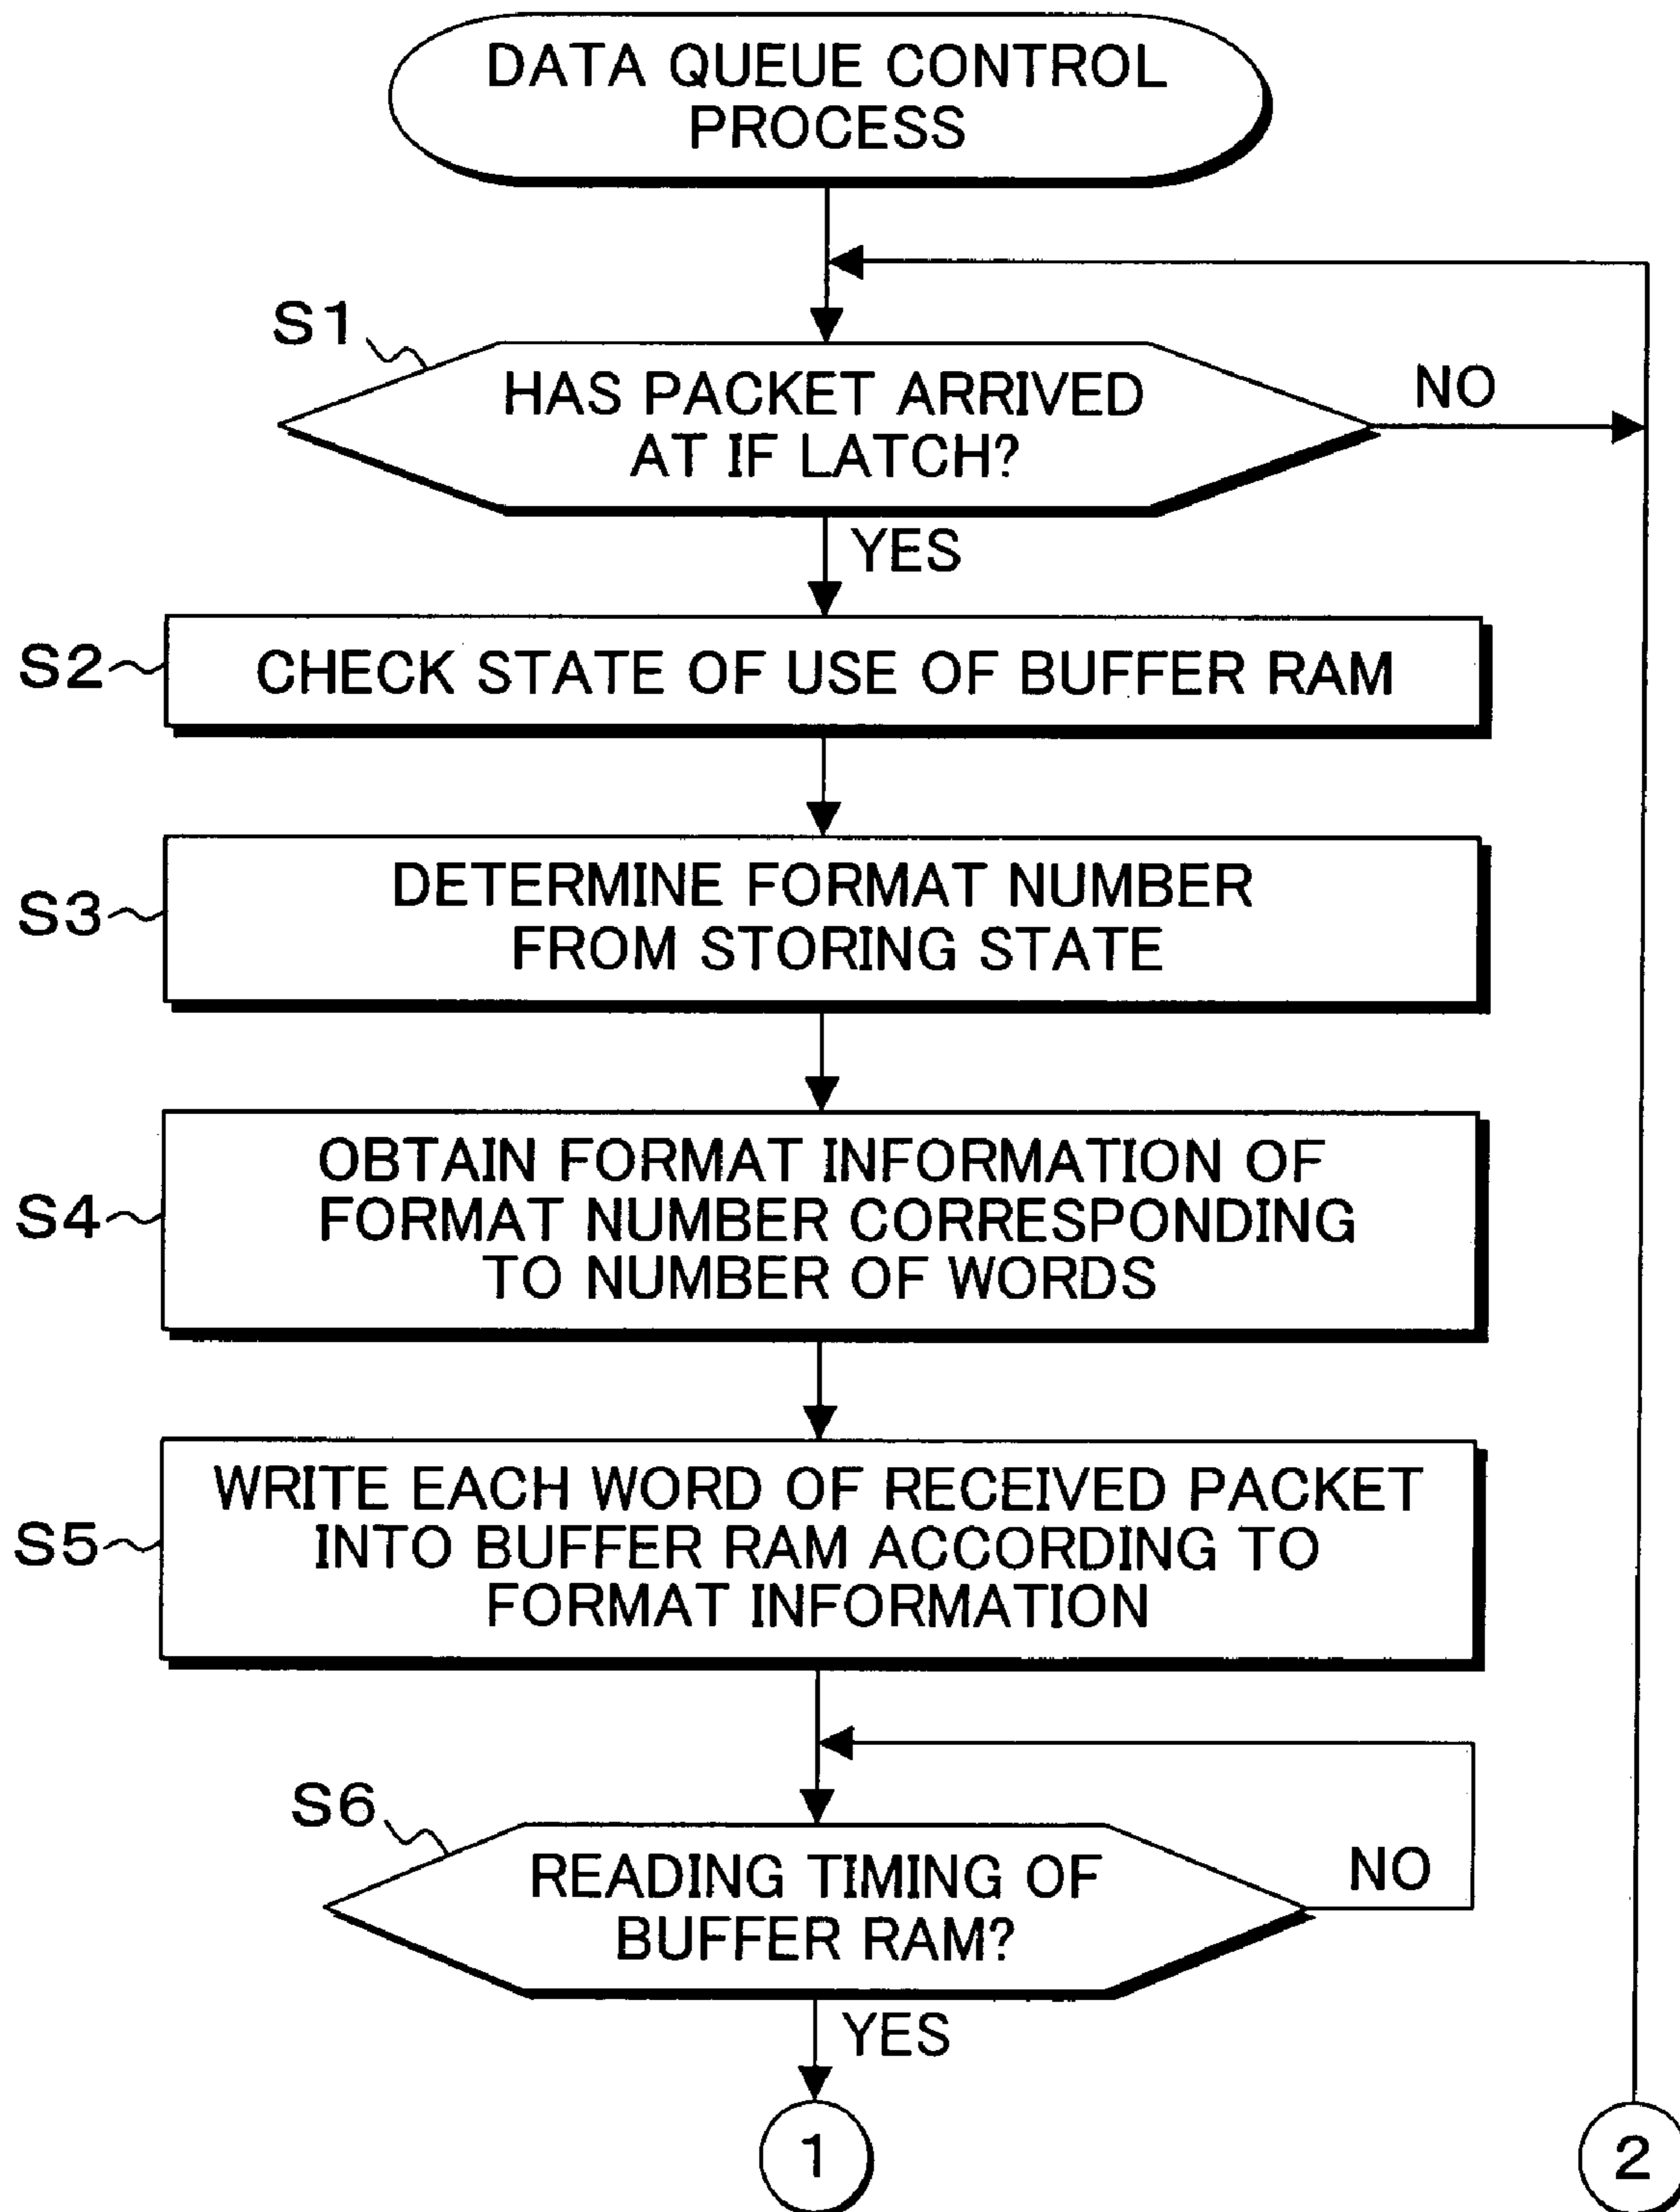 DATA QUEUE CONTROL
PROCESS
S1
HAS PACKET ARRIVED
AT IF LATCH?
NO
YES
S2
CHECK STATE OF USE OF BUFFER RAM
S3
DETERMINE FORMAT NUMBER
FROM STORING STATE
S4
OBTAIN FORMAT INFORMATION OF
FORMAT NUMBER CORRESPONDING
TO NUMBER OF WORDS
S5
WRITE EACH WORD OF RECEIVED PACKET
INTO BUFFER RAM ACCORDING TO
FORMAT INFORMATION
S6
READING TIMING OF
BUFFER RAM?
NO
YES
1
2